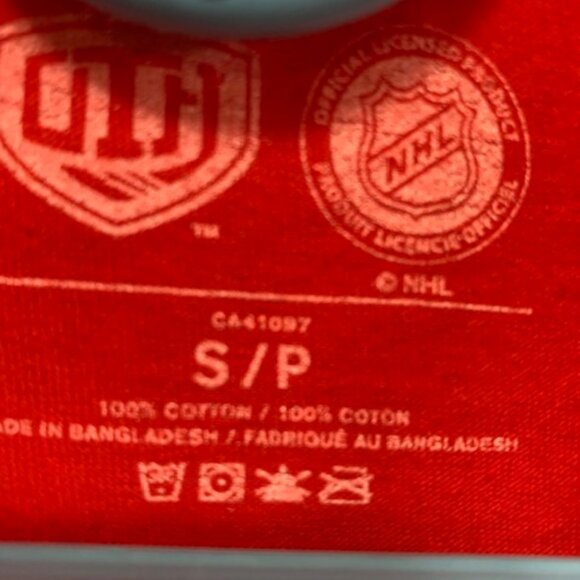 OTH
™
OFFICIAL LICENSED PRODUCT
NHL
PRODUIT LICENCIÉ OFFICIEL
© NHL
CA41097
S / P
100% COTTON / 100% COTON
ADE IN BANGLADESH / FABRIQUÉ AU BANGLADESH